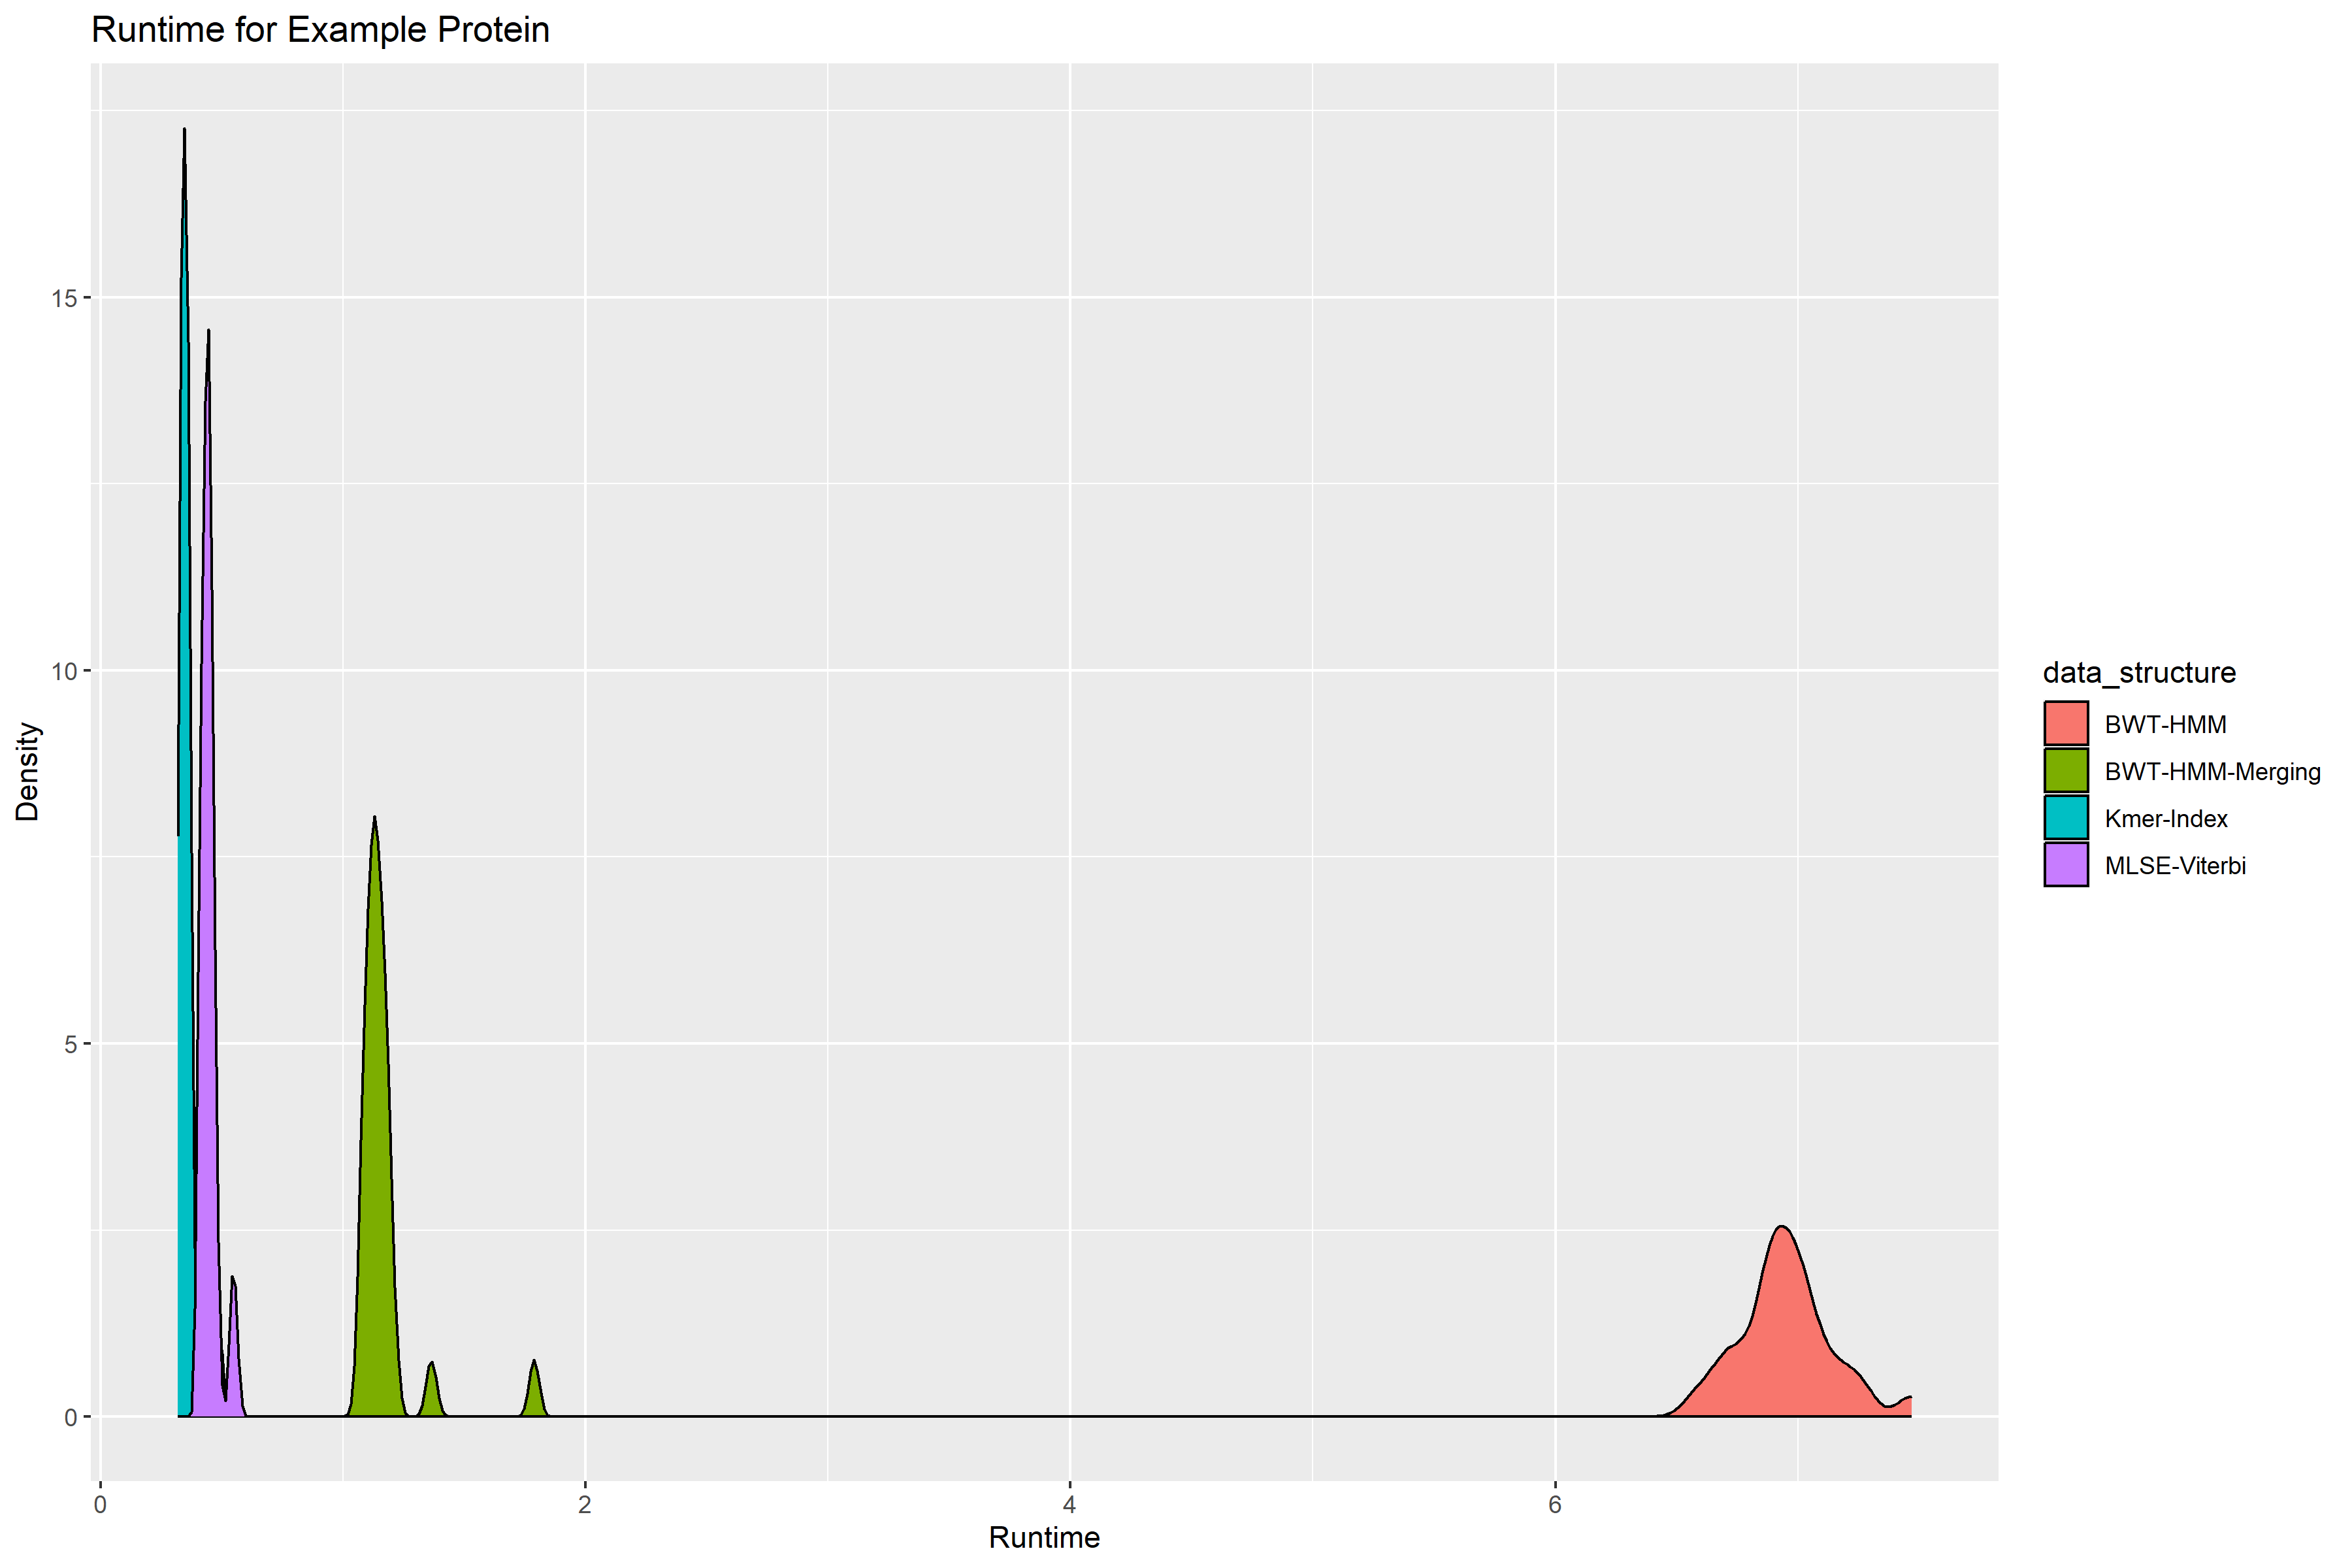 Runtime for Example Protein
Density
15
10
5
0
0
2
4
6
Runtime
data_structure
BWT-HMM
BWT-HMM-Merging
Kmer-Index
MLSE-Viterbi